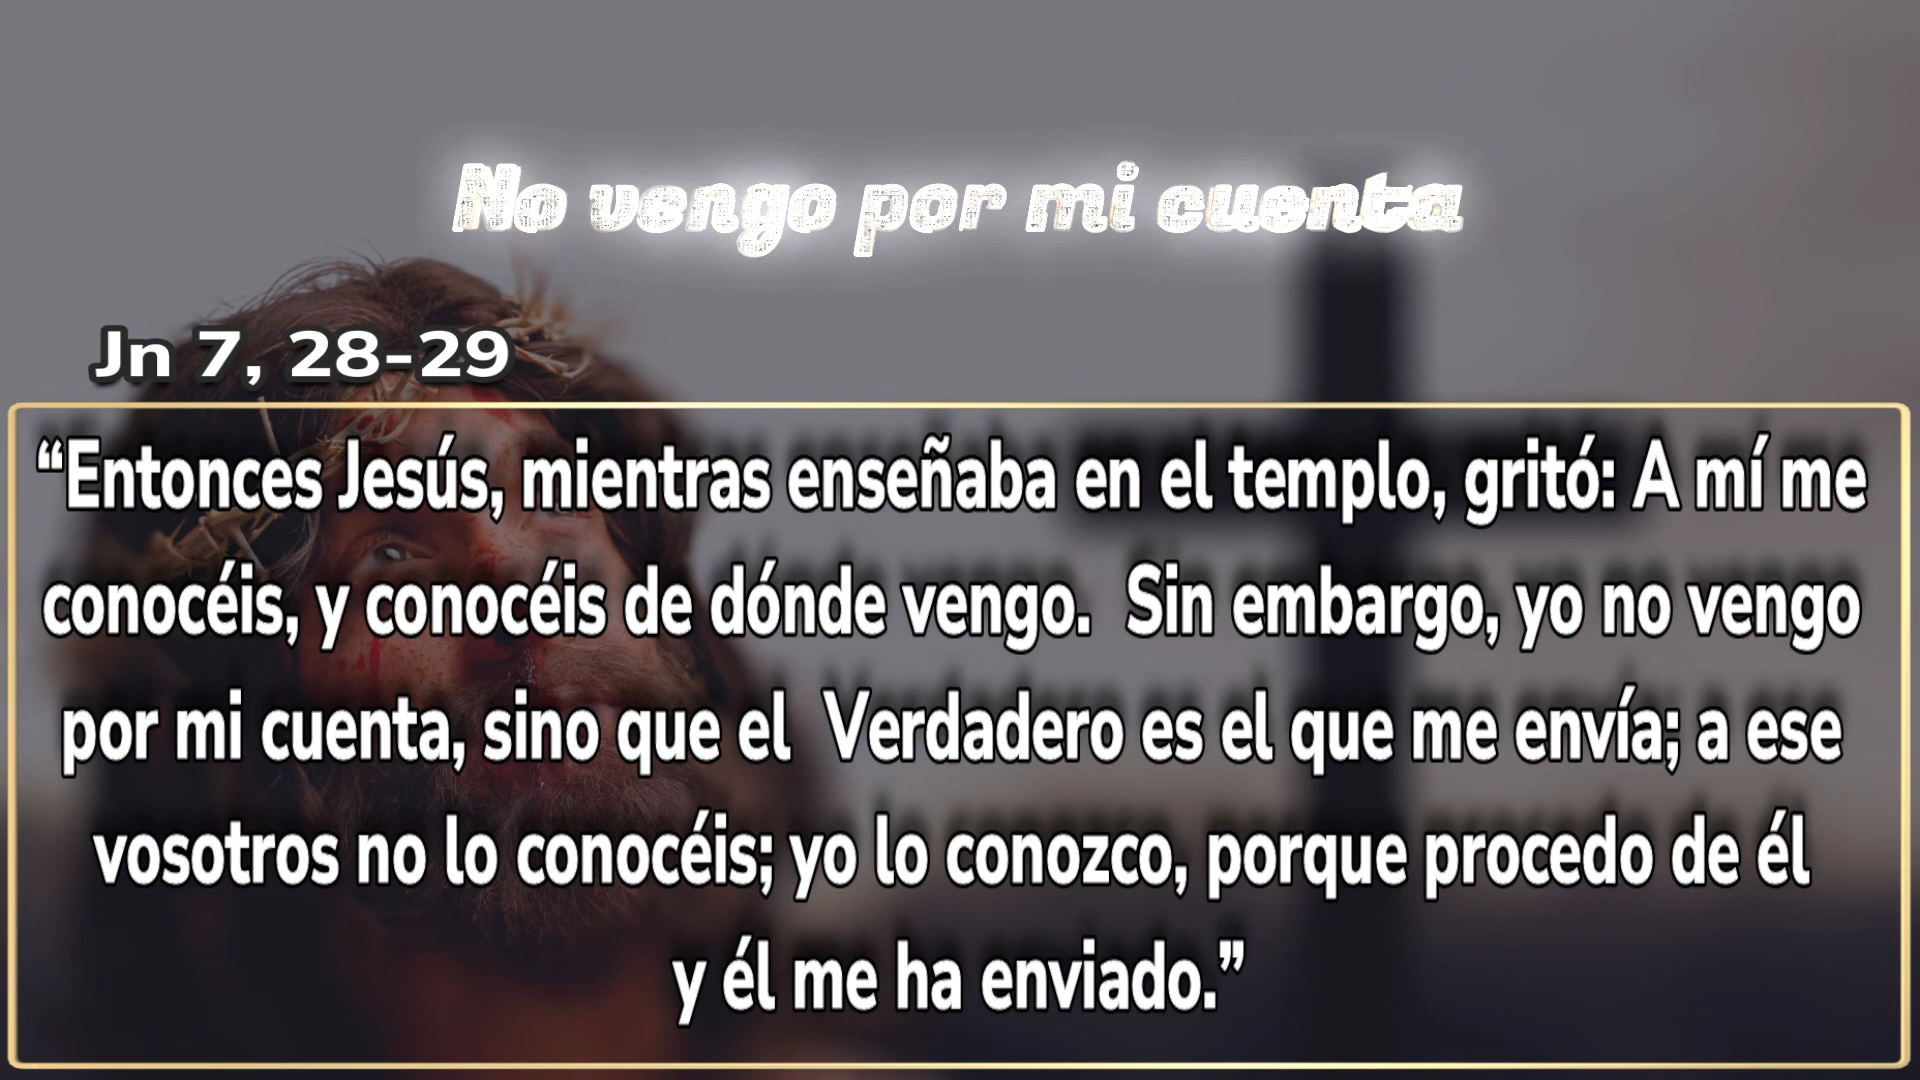 No vengo por mi cuenta
Jn 7, 28-29
“Entonces Jesús, mientras enseñaba en el templo, gritó: A mí me
conocéis, y conocéis de dónde vengo. Sin embargo, yo no vengo
por mi cuenta, sino que el Verdadero es el que me envía; a ese
vosotros no lo conocéis; yo lo conozco, porque procedo de él
y él me ha enviado.”